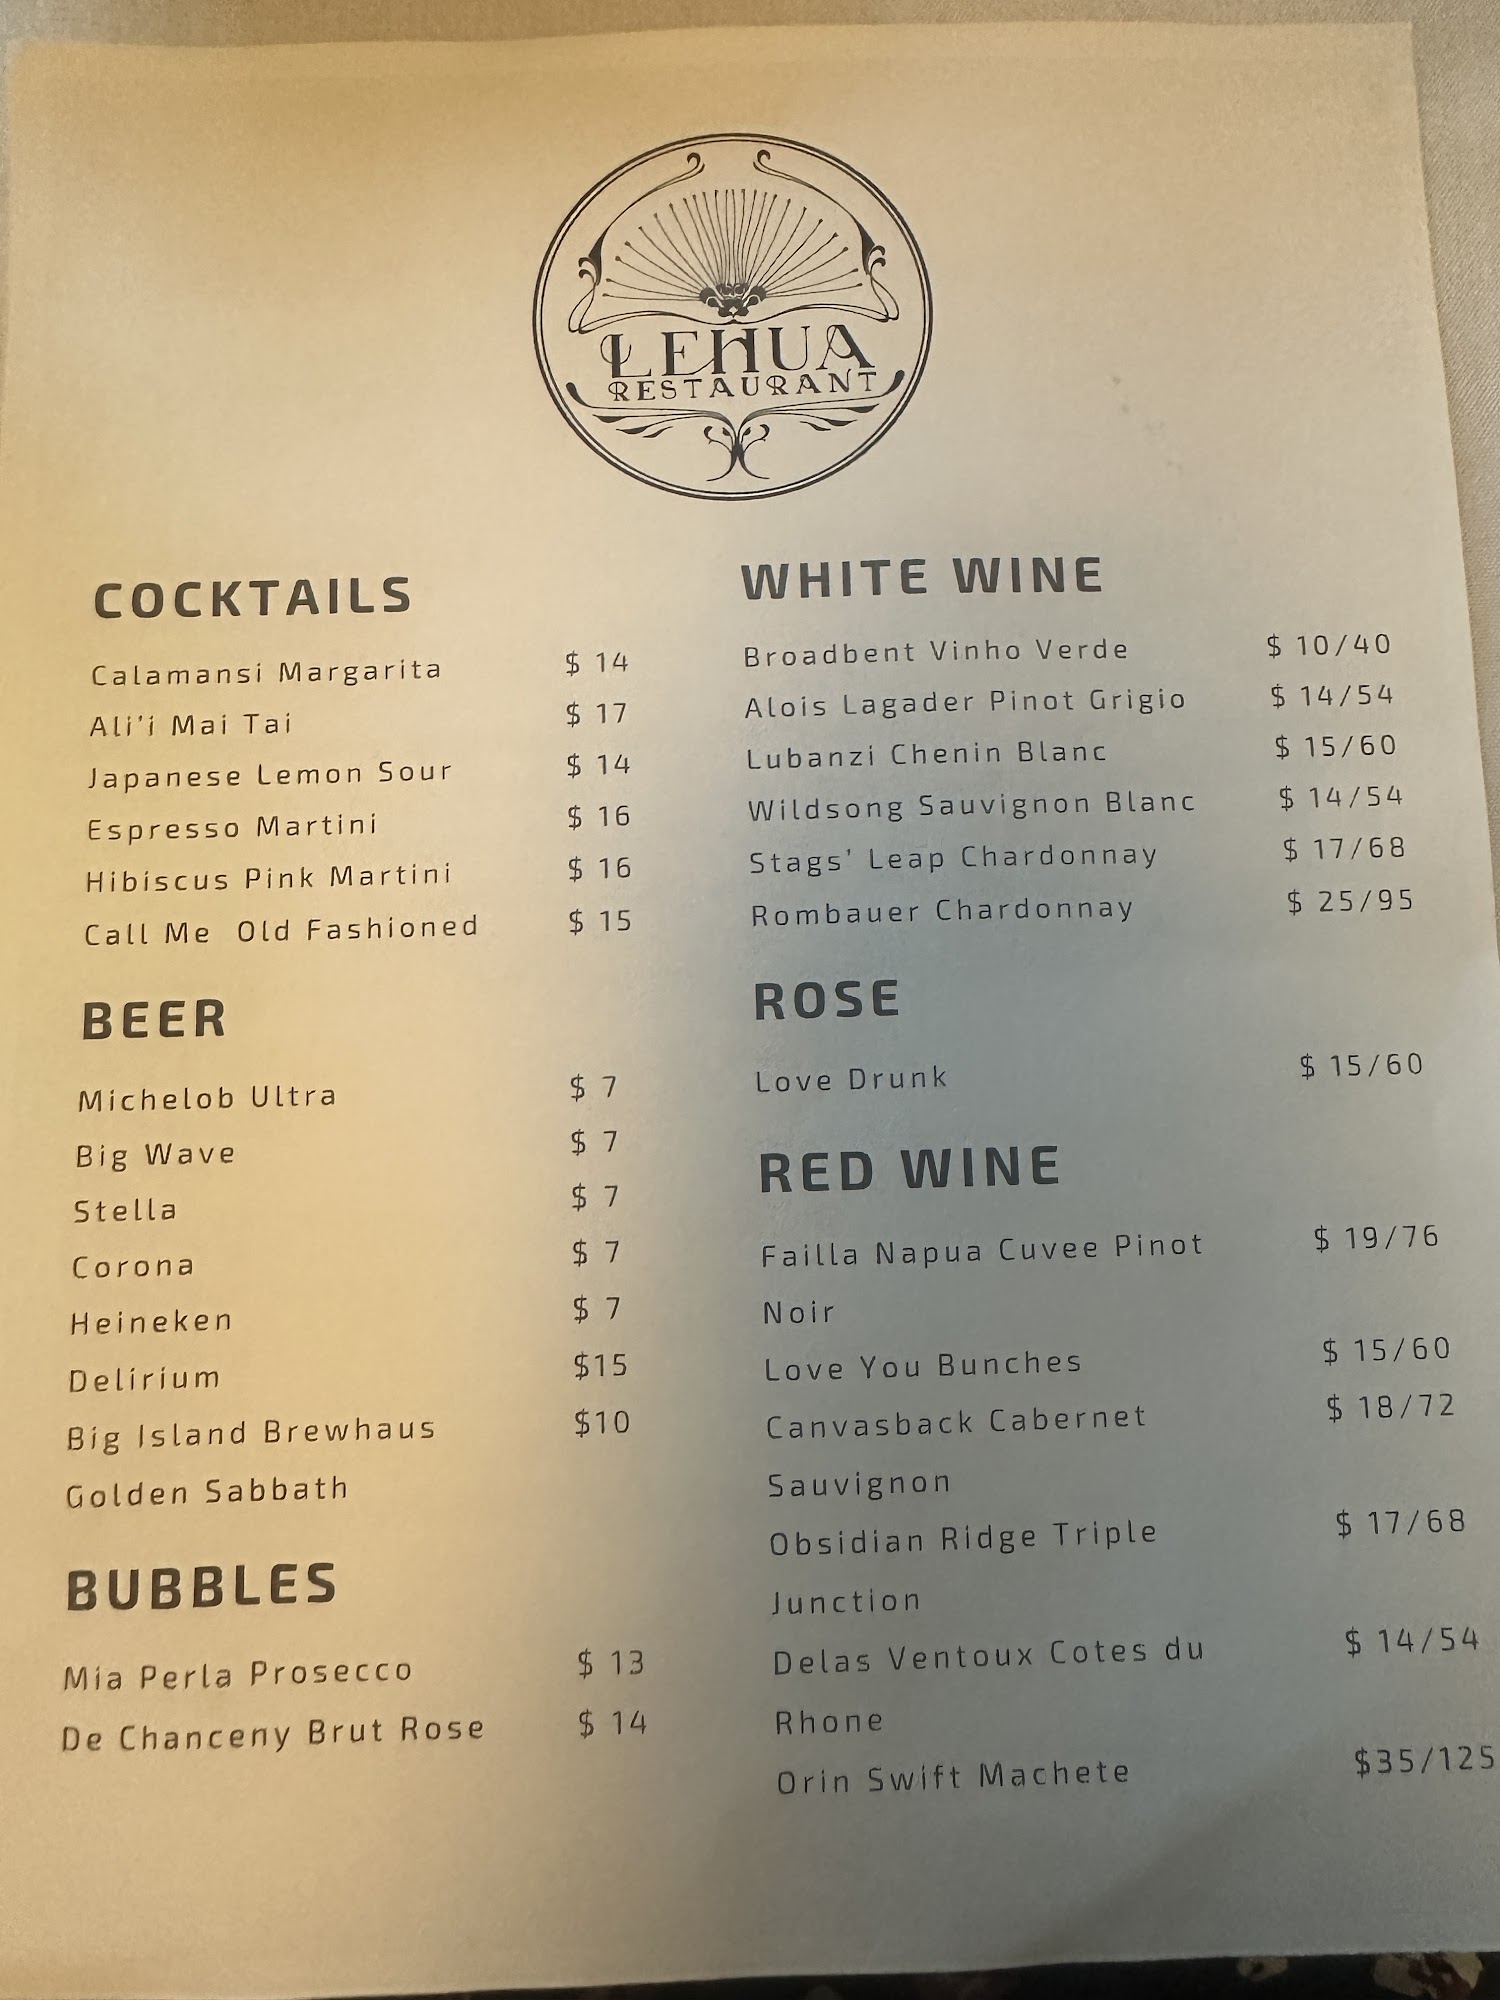 LEHUA
RESTAURANT
COCKTAILS
Calamansi Margarita $ 14
Ali'i Mai Tai $ 17
Japanese Lemon Sour $ 14
Espresso Martini $ 16
Hibiscus Pink Martini $ 16
Call Me Old Fashioned $ 15
BEER
Michelob Ultra $ 7
Big Wave $ 7
Stella $ 7
Corona $ 7
Heineken $ 7
Delirium $15
Big Island Brewhaus $10
Golden Sabbath
BUBBLES
Mia Perla Prosecco $ 13
De Chanceny Brut Rose $ 14
WHITE WINE
Broadbent Vinho Verde $ 10/40
Alois Lagader Pinot Grigio $ 14/54
Lubanzi Chenin Blanc $ 15/60
Wildsong Sauvignon Blanc $ 14/54
Stags' Leap Chardonnay $ 17/68
Rombauer Chardonnay $ 25/95
ROSE
Love Drunk $ 15/60
RED WINE
Failla Napua Cuvee Pinot $ 19/76
Noir
Love You Bunches $ 15/60
Canvasback Cabernet $ 18/72
Sauvignon
Obsidian Ridge Triple $ 17/68
Junction
Delas Ventoux Cotes du $ 14/54
Rhone
Orin Swift Machete $35/125